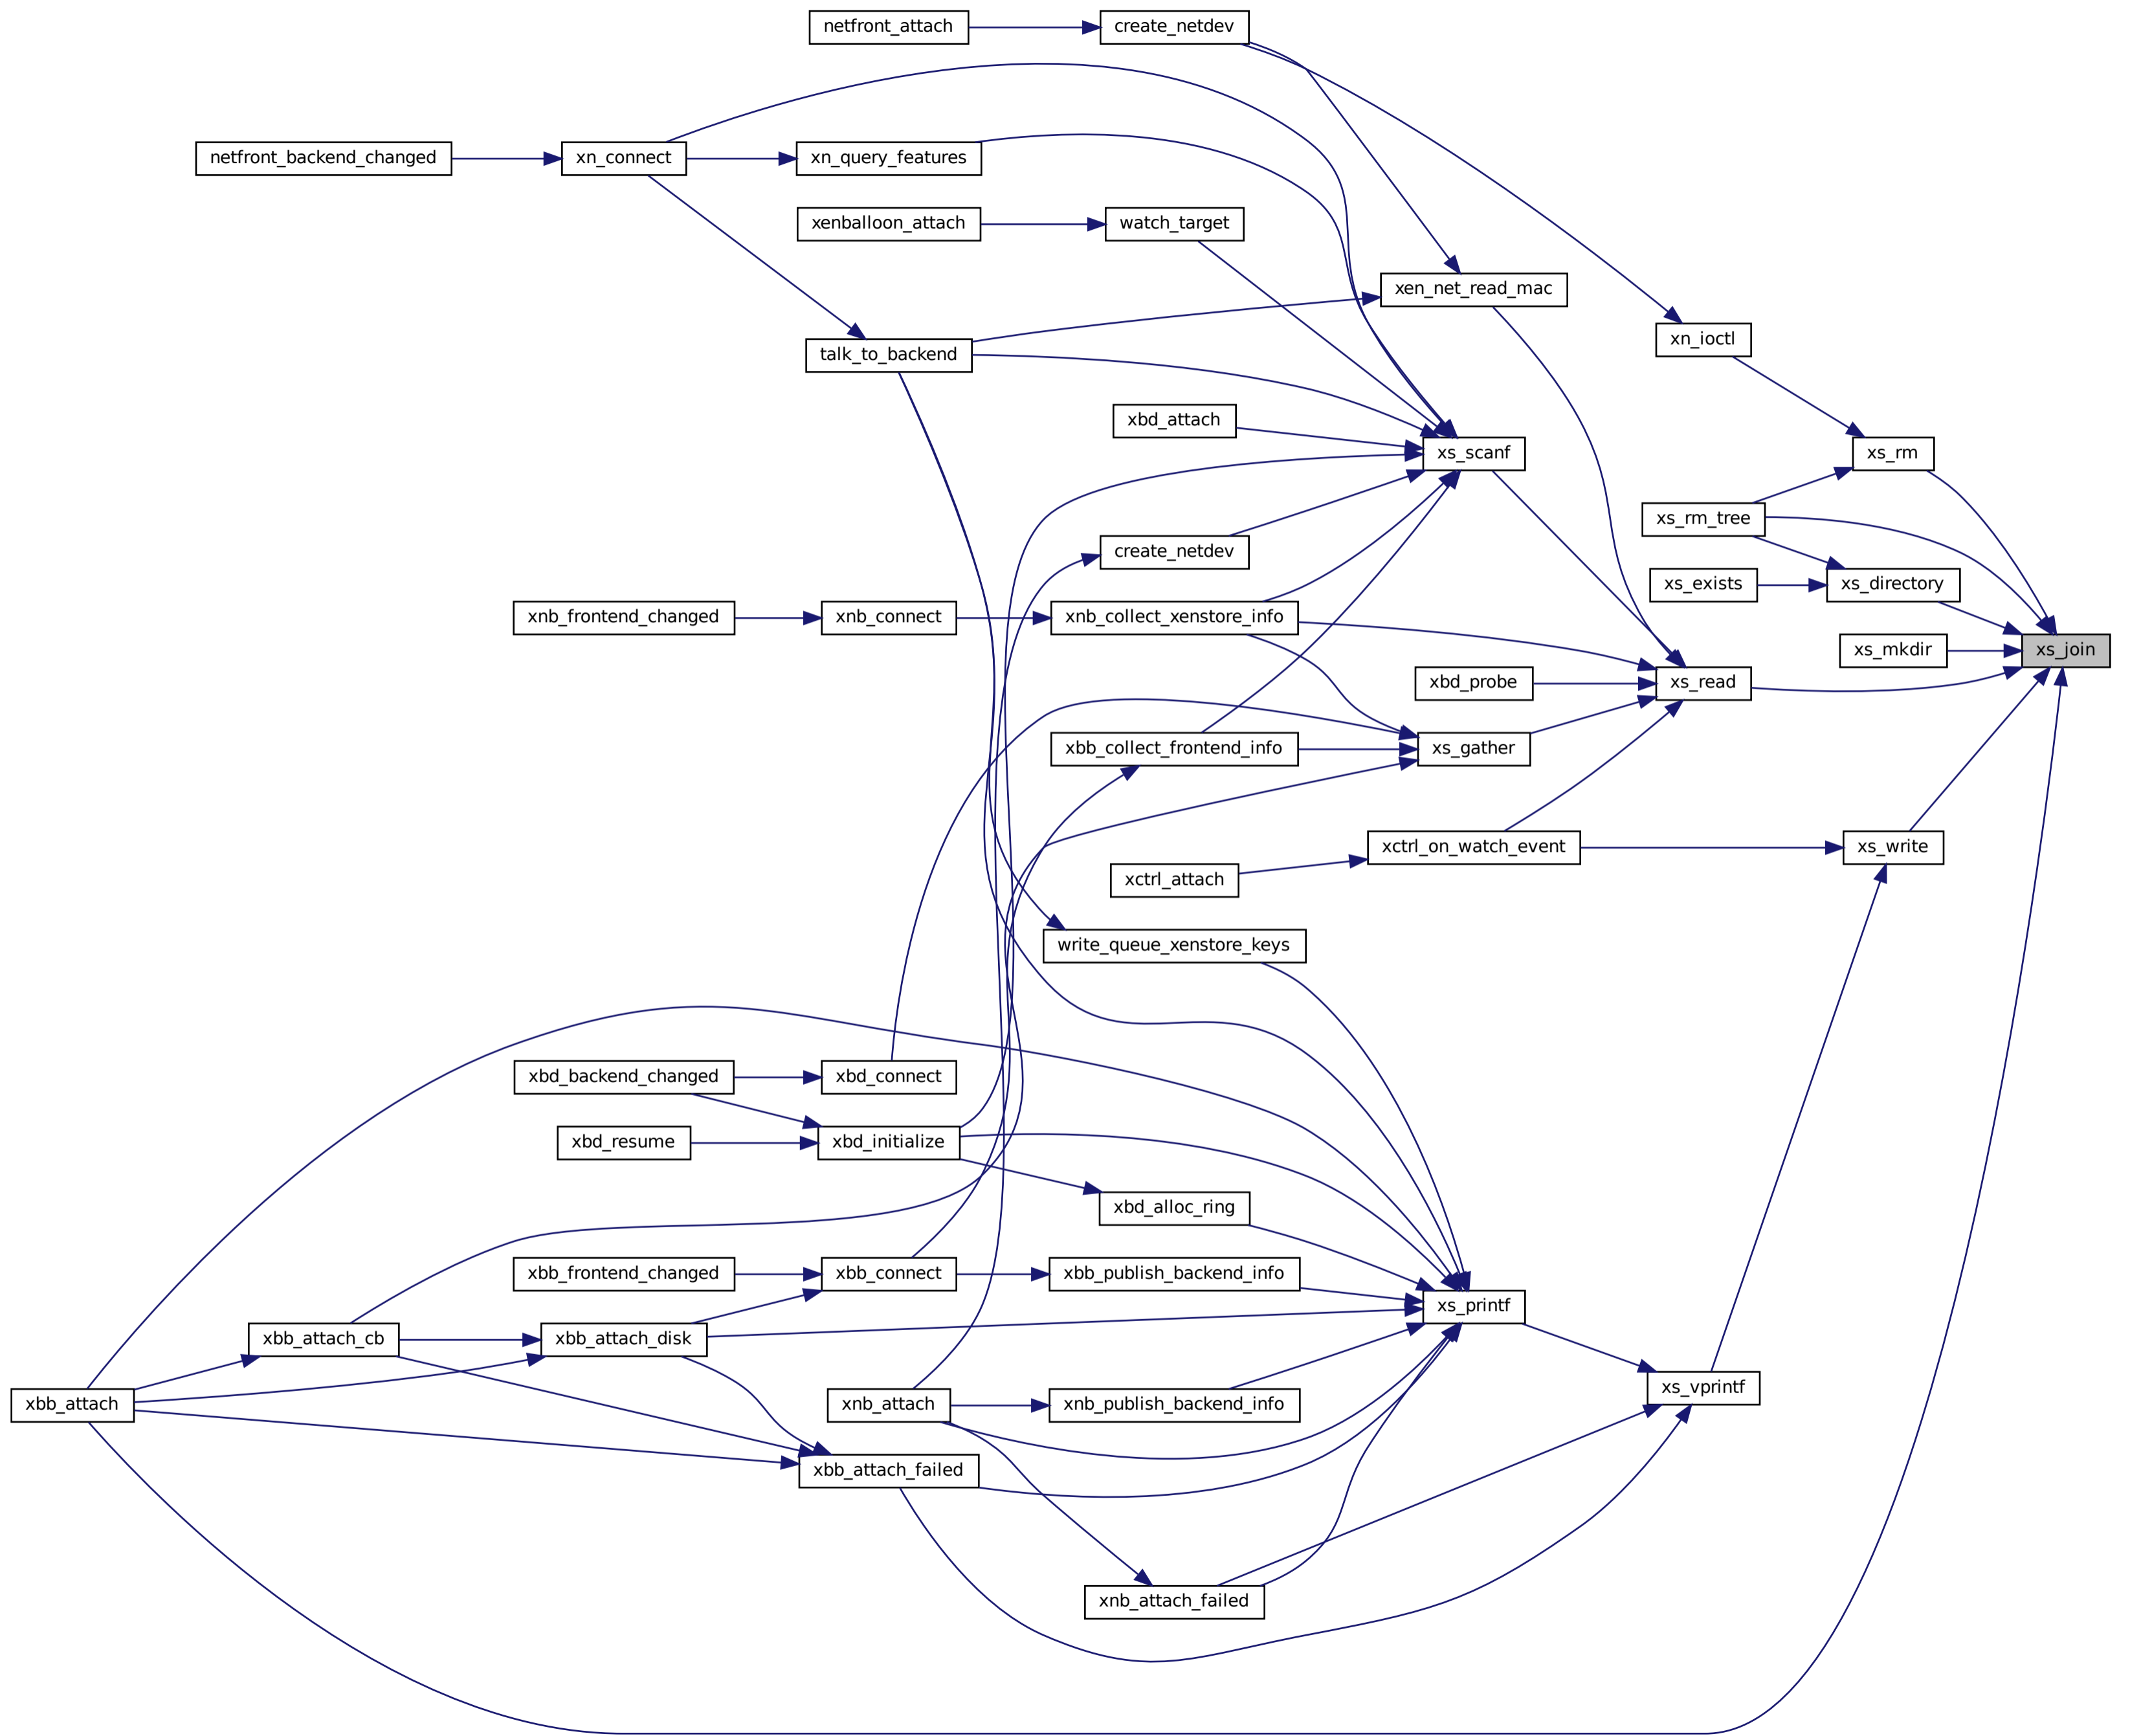 netfront_attach
create_netdev
netfront_backend_changed
xn_connect
xn_query_features
xenballoon_attach
watch_target
xen_net_read_mac
xn_ioctl
talk_to_backend
xbd_attach
xs_scanf
xs_rm
xs_rm_tree
create_netdev
xs_exists
xs_directory
xnb_frontend_changed
xnb_connect
xnb_collect_xenstore_info
xs_mkdir
xs_join
xbd_probe
xs_read
xbb_collect_frontend_info
xs_gather
xctrl_attach
xctrl_on_watch_event
xs_write
write_queue_xenstore_keys
xbd_backend_changed
xbd_connect
xbd_resume
xbd_initialize
xbd_alloc_ring
xbb_frontend_changed
xbb_connect
xbb_publish_backend_info
xs_printf
xbb_attach_cb
xbb_attach_disk
xbb_attach
xnb_attach
xnb_publish_backend_info
xs_vprintf
xbb_attach_failed
xnb_attach_failed